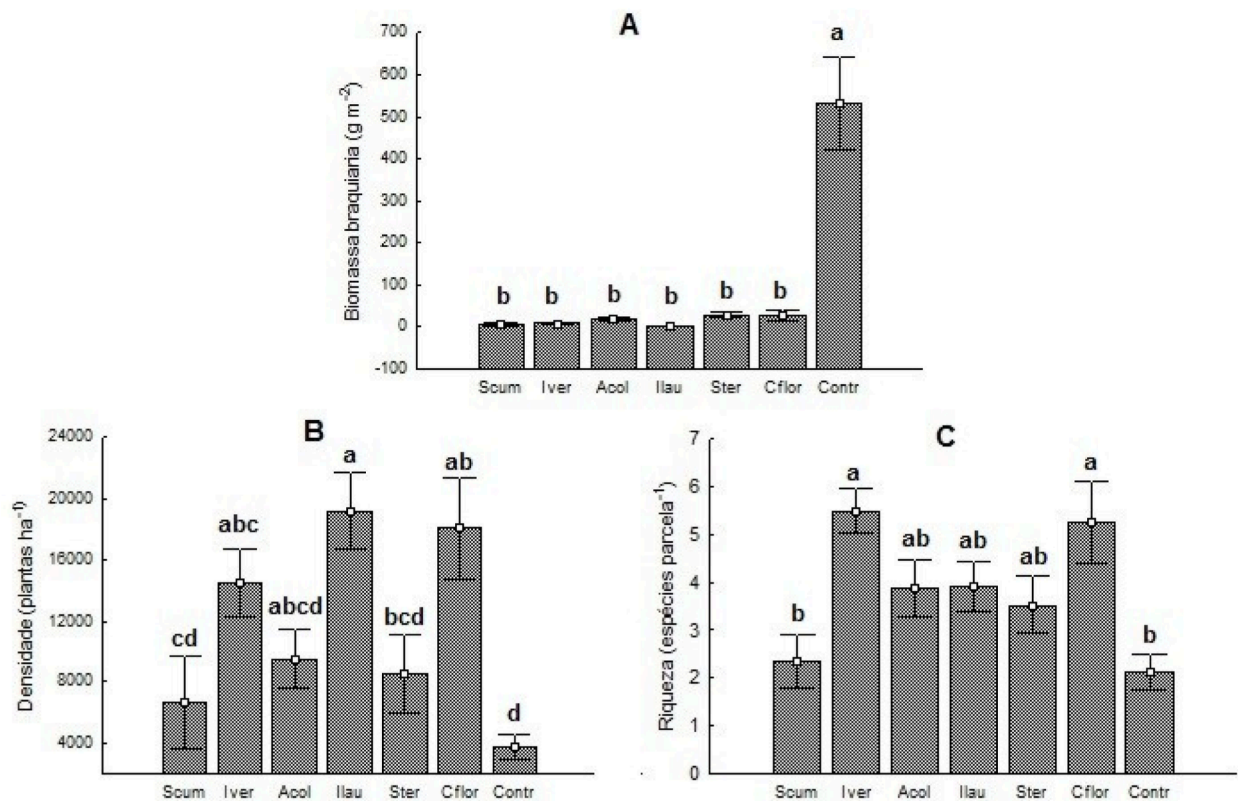 A
Biomassa braquiaria (g m⁻²)
700
600
500
400
300
200
100
0
-100
b b b b b b a
Scum Iver Acol Ilau Ster Cflor Contr
B
Densidade (plantas ha⁻¹)
24000
20000
16000
12000
8000
4000
cd abc abcd a bcd ab d
Scum Iver Acol Ilau Ster Cflor Contr
C
Riqueza (espécies parcela⁻¹)
7
6
5
4
3
2
1
0
b a ab ab ab a b
Scum Iver Acol Ilau Ster Cflor Contr